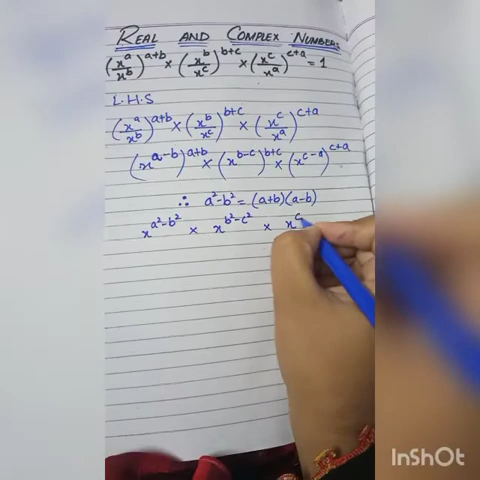 REAL AND COMPLEX NUMBERS
(x^a/x^b)^a+b × (x^b/x^c)^b+c × (x^c/x^a)^c+a = 1
L.H.S
(x^a/x^b)^a+b × (x^b/x^c)^b+c × (x^c/x^a)^c+a
(x^a-b)^a+b × (x^b-c)^b+c × (x^c-a)^c+a
∴ a²-b² = (a+b)(a-b)
x^a²-b² × x^b²-c² × x^c
InShOt